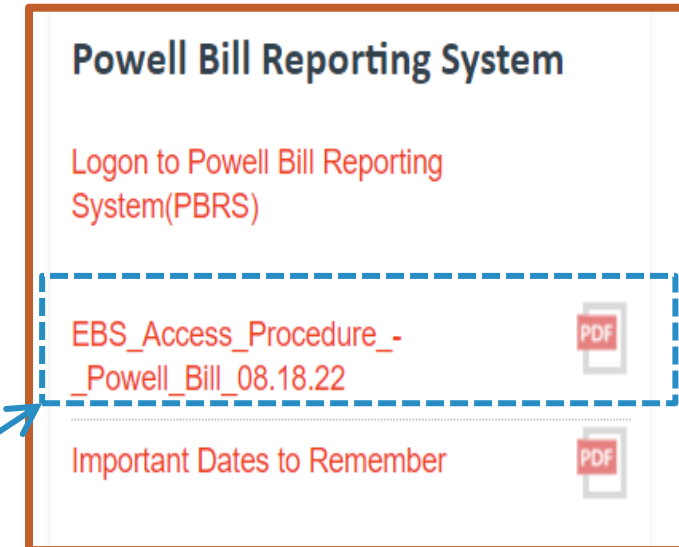 Powell Bill Reporting System
Logon to Powell Bill Reporting
System(PBRS)
EBS_Access_Procedure_-
_Powell_Bill_08.18.22
PDF
Important Dates to Remember
PDF